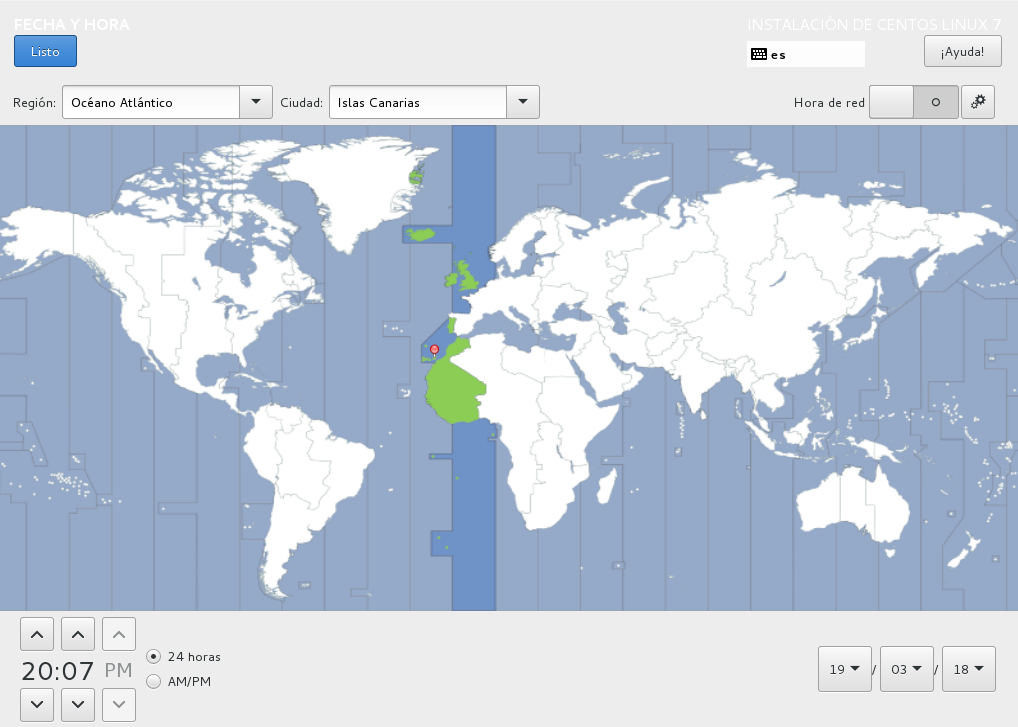 FECHA Y HORA
INSTALACIÓN DE CENTOS LINUX 7
Listo
es
¡Ayuda!
Región: Océano Atlántico Ciudad: Islas Canarias Hora de red O
20:07 PM
24 horas
AM/PM
19 / 03 / 18